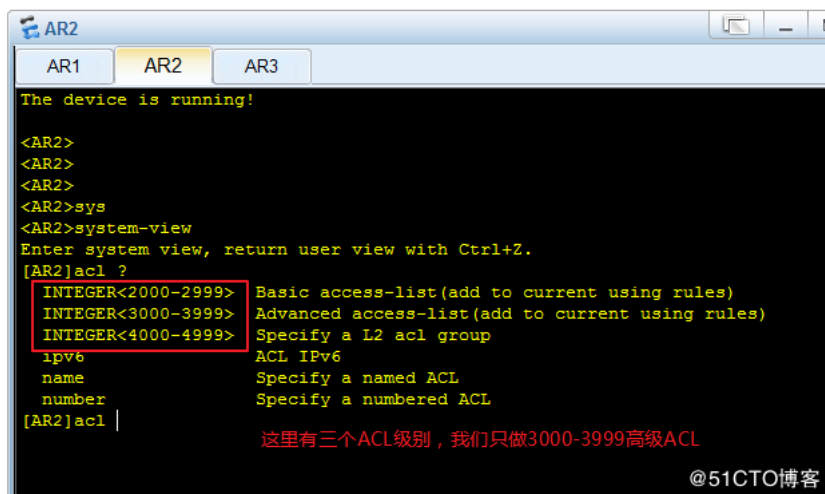 AR2
AR1 AR2 AR3
The device is running!
<AR2>
<AR2>
<AR2>
<AR2>sys
<AR2>system-view
Enter system view, return user view with Ctrl+Z.
[AR2]acl ?
INTEGER<2000-2999> Basic access-list(add to current using rules)
INTEGER<3000-3999> Advanced access-list(add to current using rules)
INTEGER<4000-4999> Specify a L2 acl group
ipv6 ACL IPv6
name Specify a named ACL
number Specify a numbered ACL
[AR2]acl
这里有三个ACL级别，我们只做3000-3999高级ACL
@51CTO博客